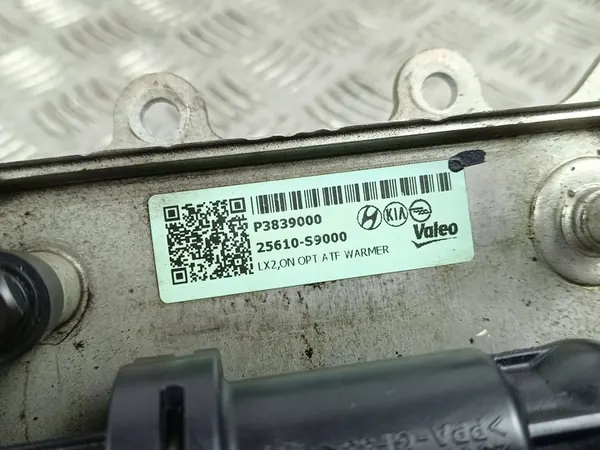 P3839000
25610-S9000
KIA
Valeo
LX2,ON OPT ATF WARMER